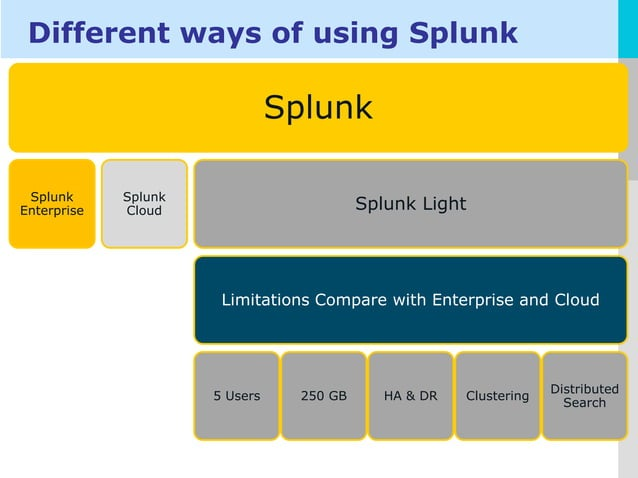 Different ways of using Splunk
Splunk
Splunk
Enterprise
Splunk
Cloud
Splunk Light
Limitations Compare with Enterprise and Cloud
5 Users
250 GB
HA & DR
Clustering
Distributed
Search